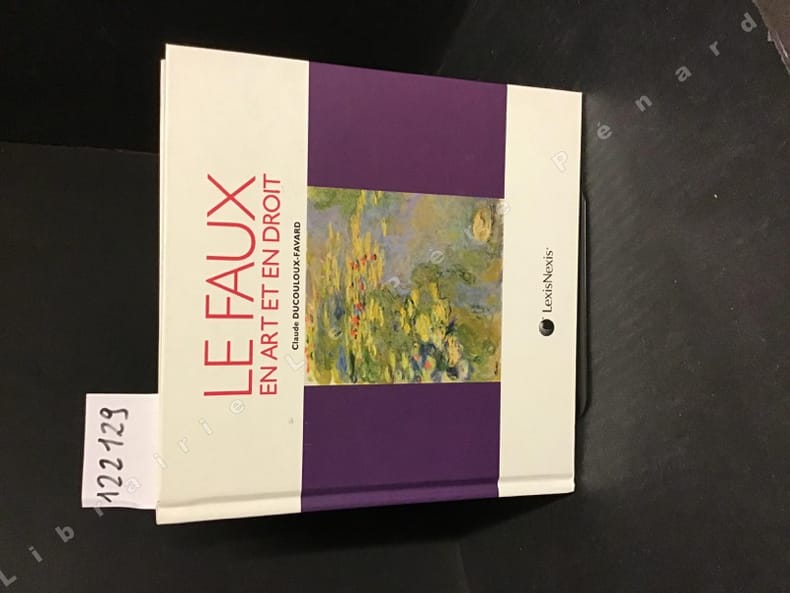 LE FAUX
EN ART ET EN DROIT
Claude DUCOULOUX-FAVARD
LexisNexis®
122129
Librairie Le Père Pénard